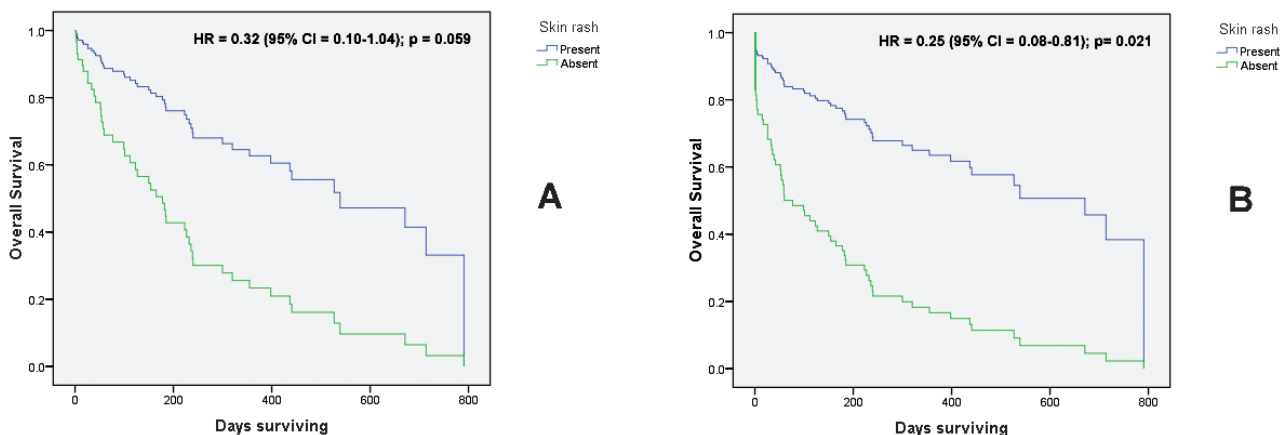 HR = 0.32 (95% CI = 0.10-1.04); p = 0.059
Skin rash
Present
Absent
Overall Survival
1.0
0.8
0.6
0.4
0.2
0.0
0
200
400
600
800
Days surviving
A
HR = 0.25 (95% CI = 0.08-0.81); p= 0.021
Skin rash
Present
Absent
Overall Survival
1.0
0.8
0.6
0.4
0.2
0.0
0
200
400
600
800
Days surviving
B